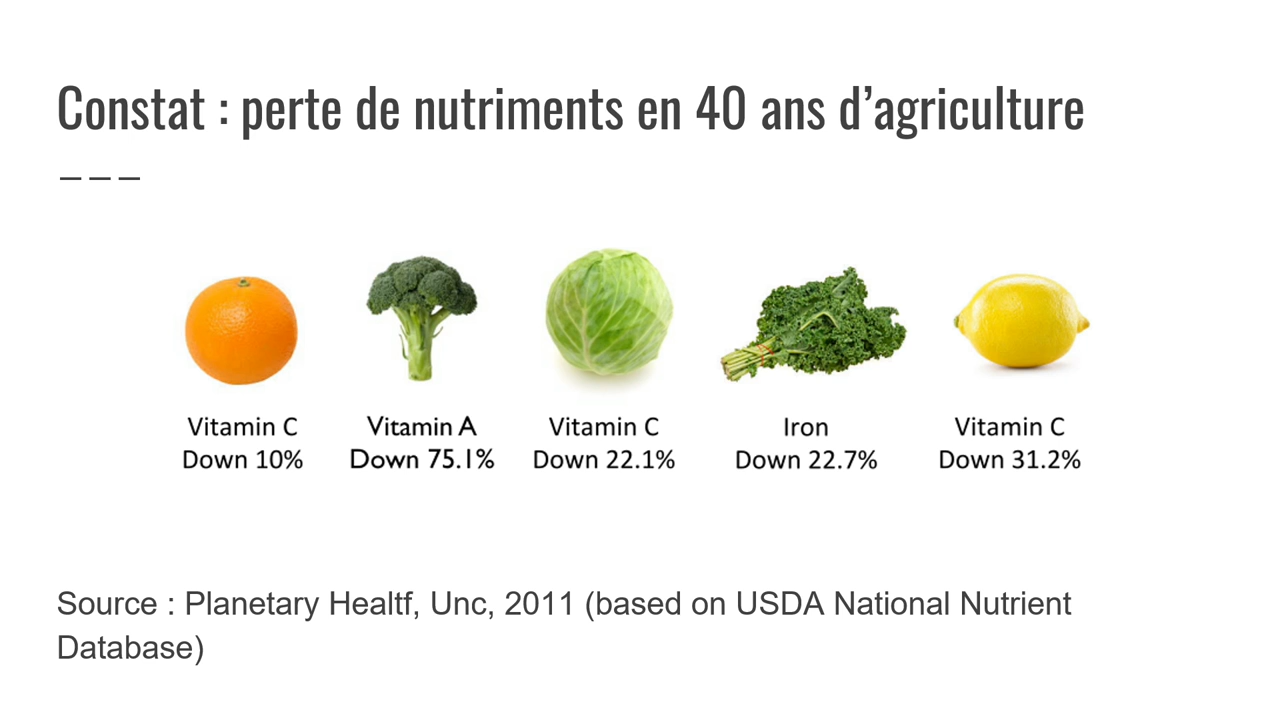 Constat : perte de nutriments en 40 ans d’agriculture
Vitamin C
Down 10%
Vitamin A
Down 75.1%
Vitamin C
Down 22.1%
Iron
Down 22.7%
Vitamin C
Down 31.2%
Source : Planetary Healtf, Unc, 2011 (based on USDA National Nutrient
Database)